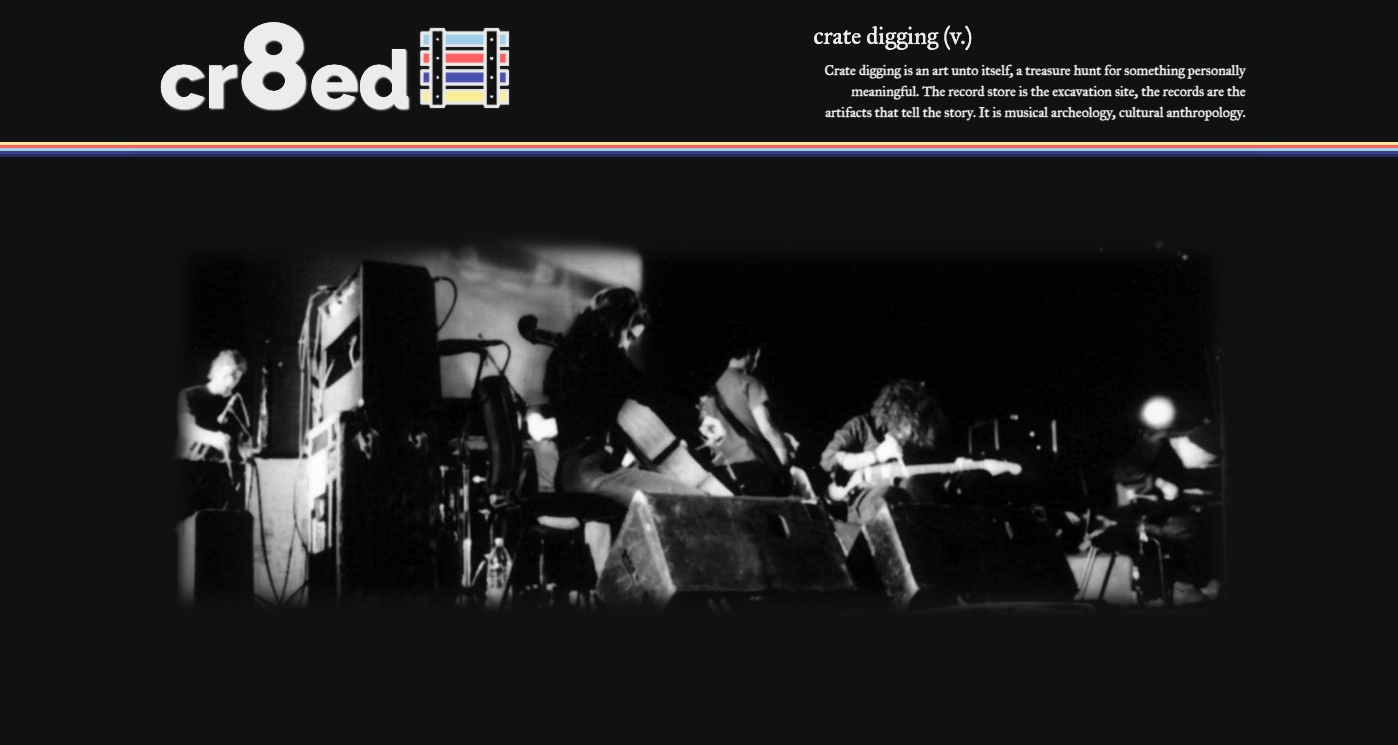 cr8ed
crate digging (v.)
Crate digging is an art unto itself, a treasure hunt for something personally
meaningful. The record store is the excavation site, the records are the
artifacts that tell the story. It is musical archeology, cultural anthropology.